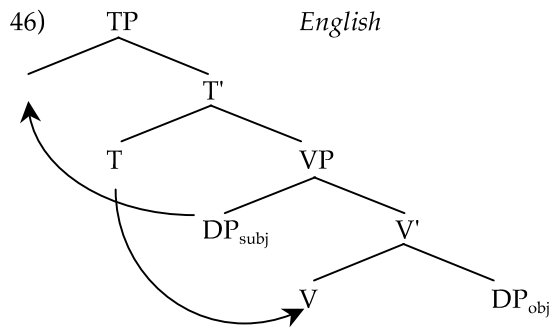 46) TP English
T'
T VP
DPsubj V'
V DPobj